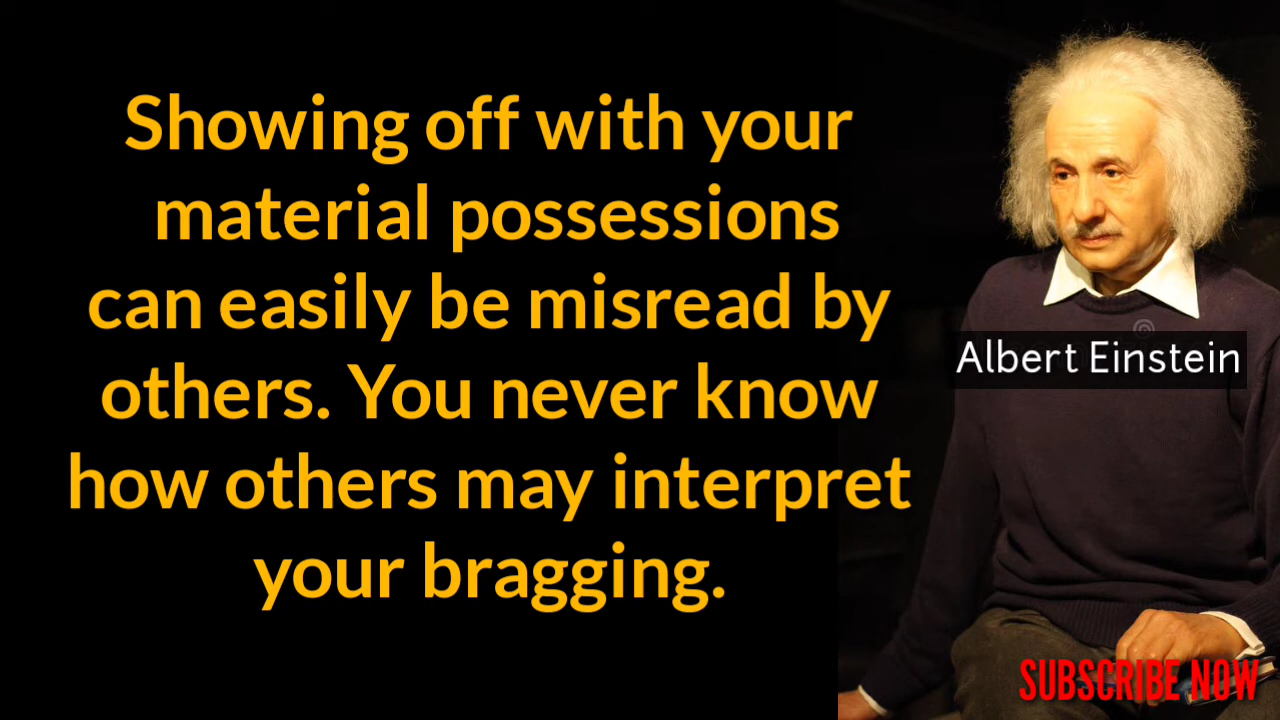 Showing off with your
material possessions
can easily be misread by
others. You never know
how others may interpret
your bragging.
Albert Einstein
SUBSCRIBE NOW